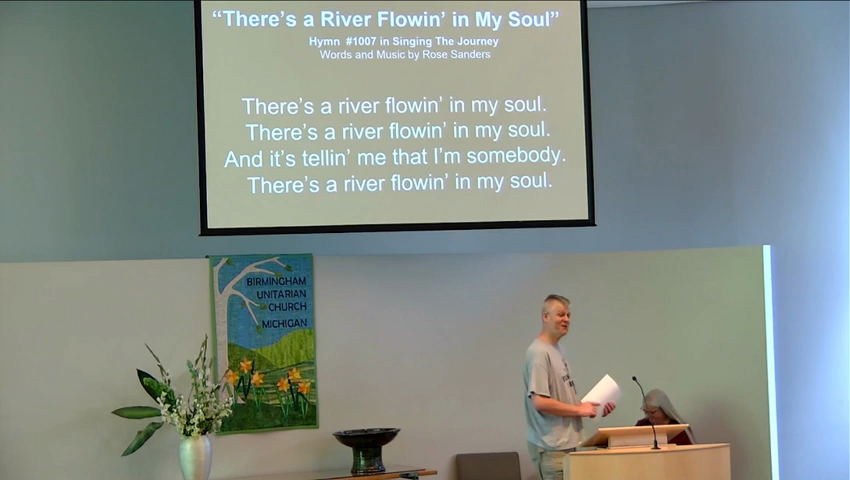 “There’s a River Flowin’ in My Soul”
Hymn #1007 in Singing The Journey
Words and Music by Rose Sanders
There’s a river flowin’ in my soul.
There’s a river flowin’ in my soul.
And it’s tellin’ me that I’m somebody.
There’s a river flowin’ in my soul.
BIRMINGHAM
UNITARIAN
CHURCH
MICHIGAN